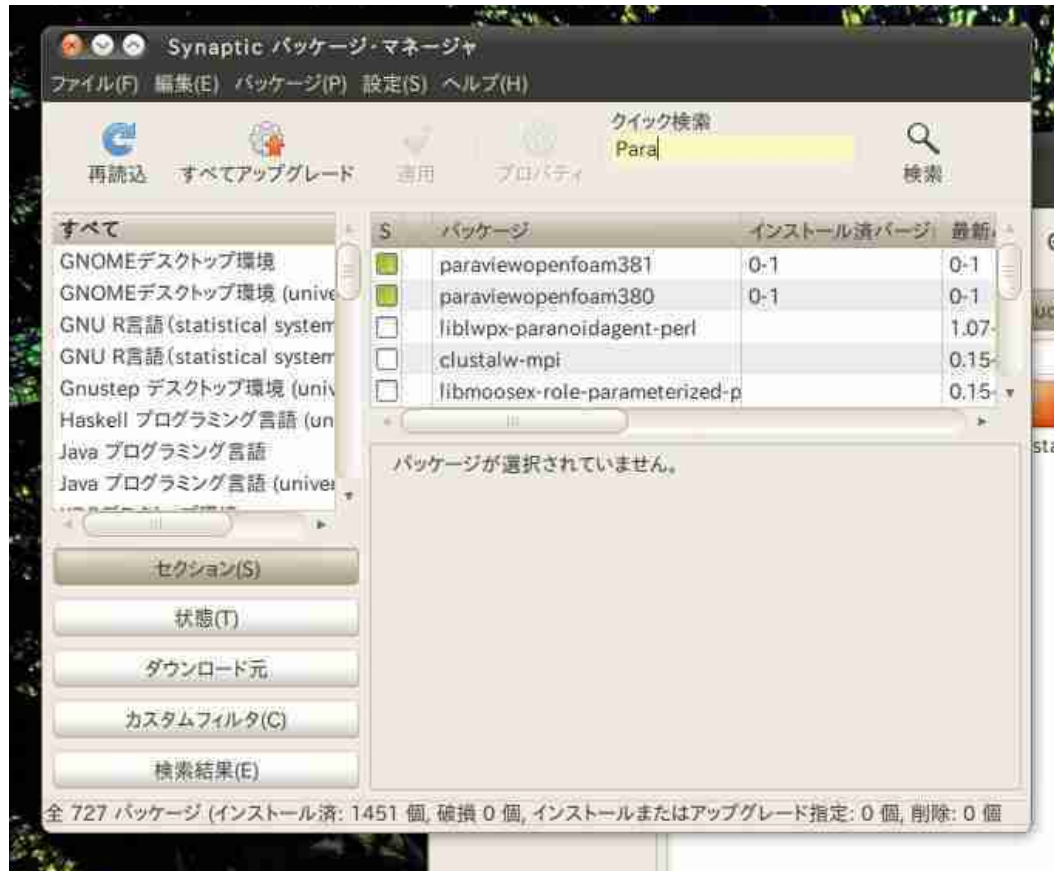 Synaptic パッケージ・マネージャ
ファイル(F) 編集(E) パッケージ(P) 設定(S) ヘルプ(H)
再読込
すべてアップグレード
適用
プロパティ
クイック検索
Para
検索
すべて
GNOMEデスクトップ環境
GNOMEデスクトップ環境 (unive
GNU R言語(statistical system
GNU R言語(statistical system
Gnustep デスクトップ環境 (univ
Haskell プログラミング言語 (un
Java プログラミング言語
Java プログラミング言語 (univer
S パッケージ インストール済バージ 最新
paraviewopenfoam381 0-1 0-1
paraviewopenfoam380 0-1 0-1
liblwpx-paranoidagent-perl 1.07-
clustalw-mpi 0.15-
libmoosex-role-parameterized-p 0.15-
パッケージが選択されていません。
セクション(S)
状態(T)
ダウンロード元
カスタムフィルタ(C)
検索結果(E)
全 727 パッケージ (インストール済: 1451 個, 破損 0 個, インストールまたはアップグレード指定: 0 個, 削除: 0 個
sta